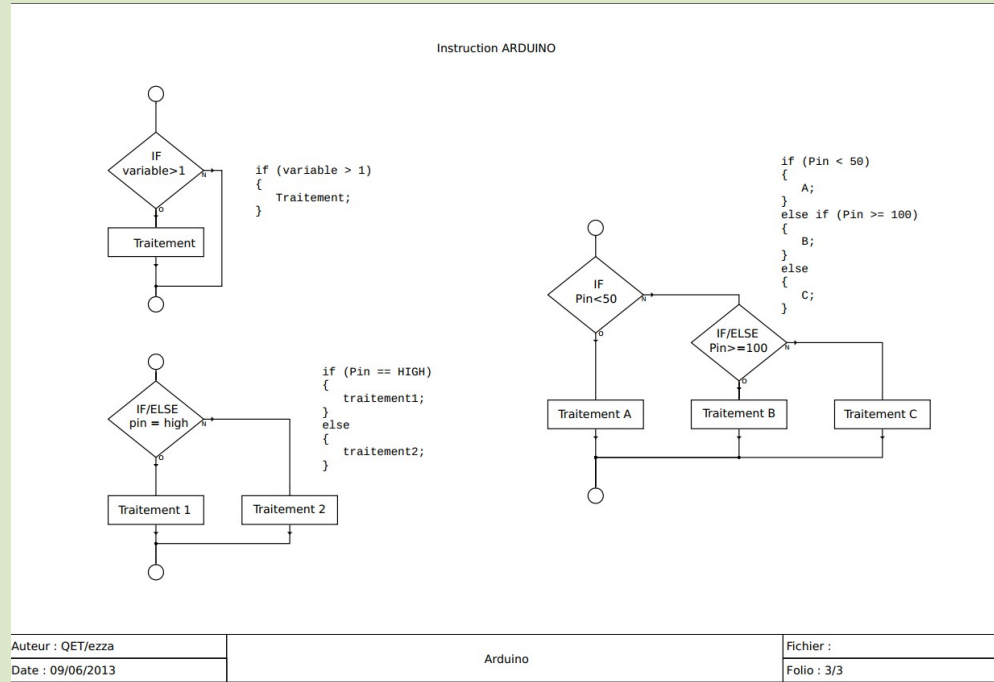 Instruction ARDUINO
IF
variable>1
N
O
Traitement
if (variable > 1)
{
Traitement;
}
IF/ELSE
pin = high
N
O
Traitement 1
Traitement 2
if (Pin == HIGH)
{
traitement1;
}
else
{
traitement2;
}
if (Pin < 50)
{
A;
}
else if (Pin >= 100)
{
B;
}
else
{
C;
}
IF
Pin<50
N
O
IF/ELSE
Pin>=100
N
O
Traitement A
Traitement B
Traitement C
Auteur : QET/ezza
Date : 09/06/2013
Arduino
Fichier :
Folio : 3/3